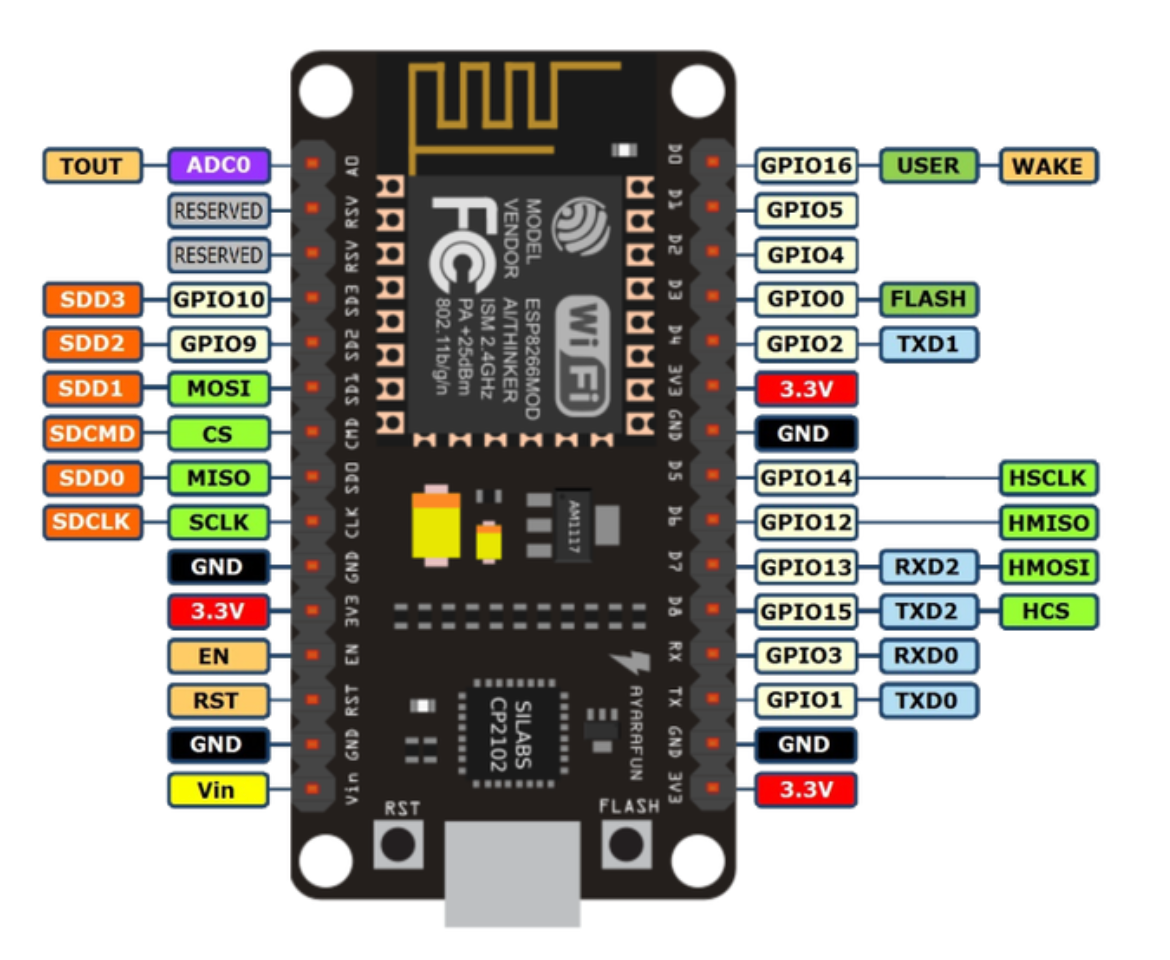 TOUT ADC0 A0 D0 GPIO16 USER WAKE
RESERVED RSV D1 GPIO5
RESERVED RSV D2 GPIO4
SDD3 GPIO10 SD3 D3 GPIO0 FLASH
SDD2 GPIO9 SD2 D4 GPIO2 TXD1
SDD1 MOSI SD1 3V3 3.3V
SDCMD CS CMD GND GND
SDD0 MISO SD0 D5 GPIO14 HSCLK
SDCLK SCLK CLK D6 GPIO12 HMISO
GND GND D7 GPIO13 RXD2 HMOSI
3.3V 3V3 D8 GPIO15 TXD2 HCS
EN EN RX GPIO3 RXD0
RST RST TX GPIO1 TXD0
GND GND GND GND
Vin Vin 3V3 3.3V
FC
MODEL
VENDOR
ESP8266MOD
AI/THINKER
ISM 2.4GHz
PA +25dBm
802.11b/g/n
WiFi
AM1117
SILABS
CP2102
AYARAFUN
RST
FLASH